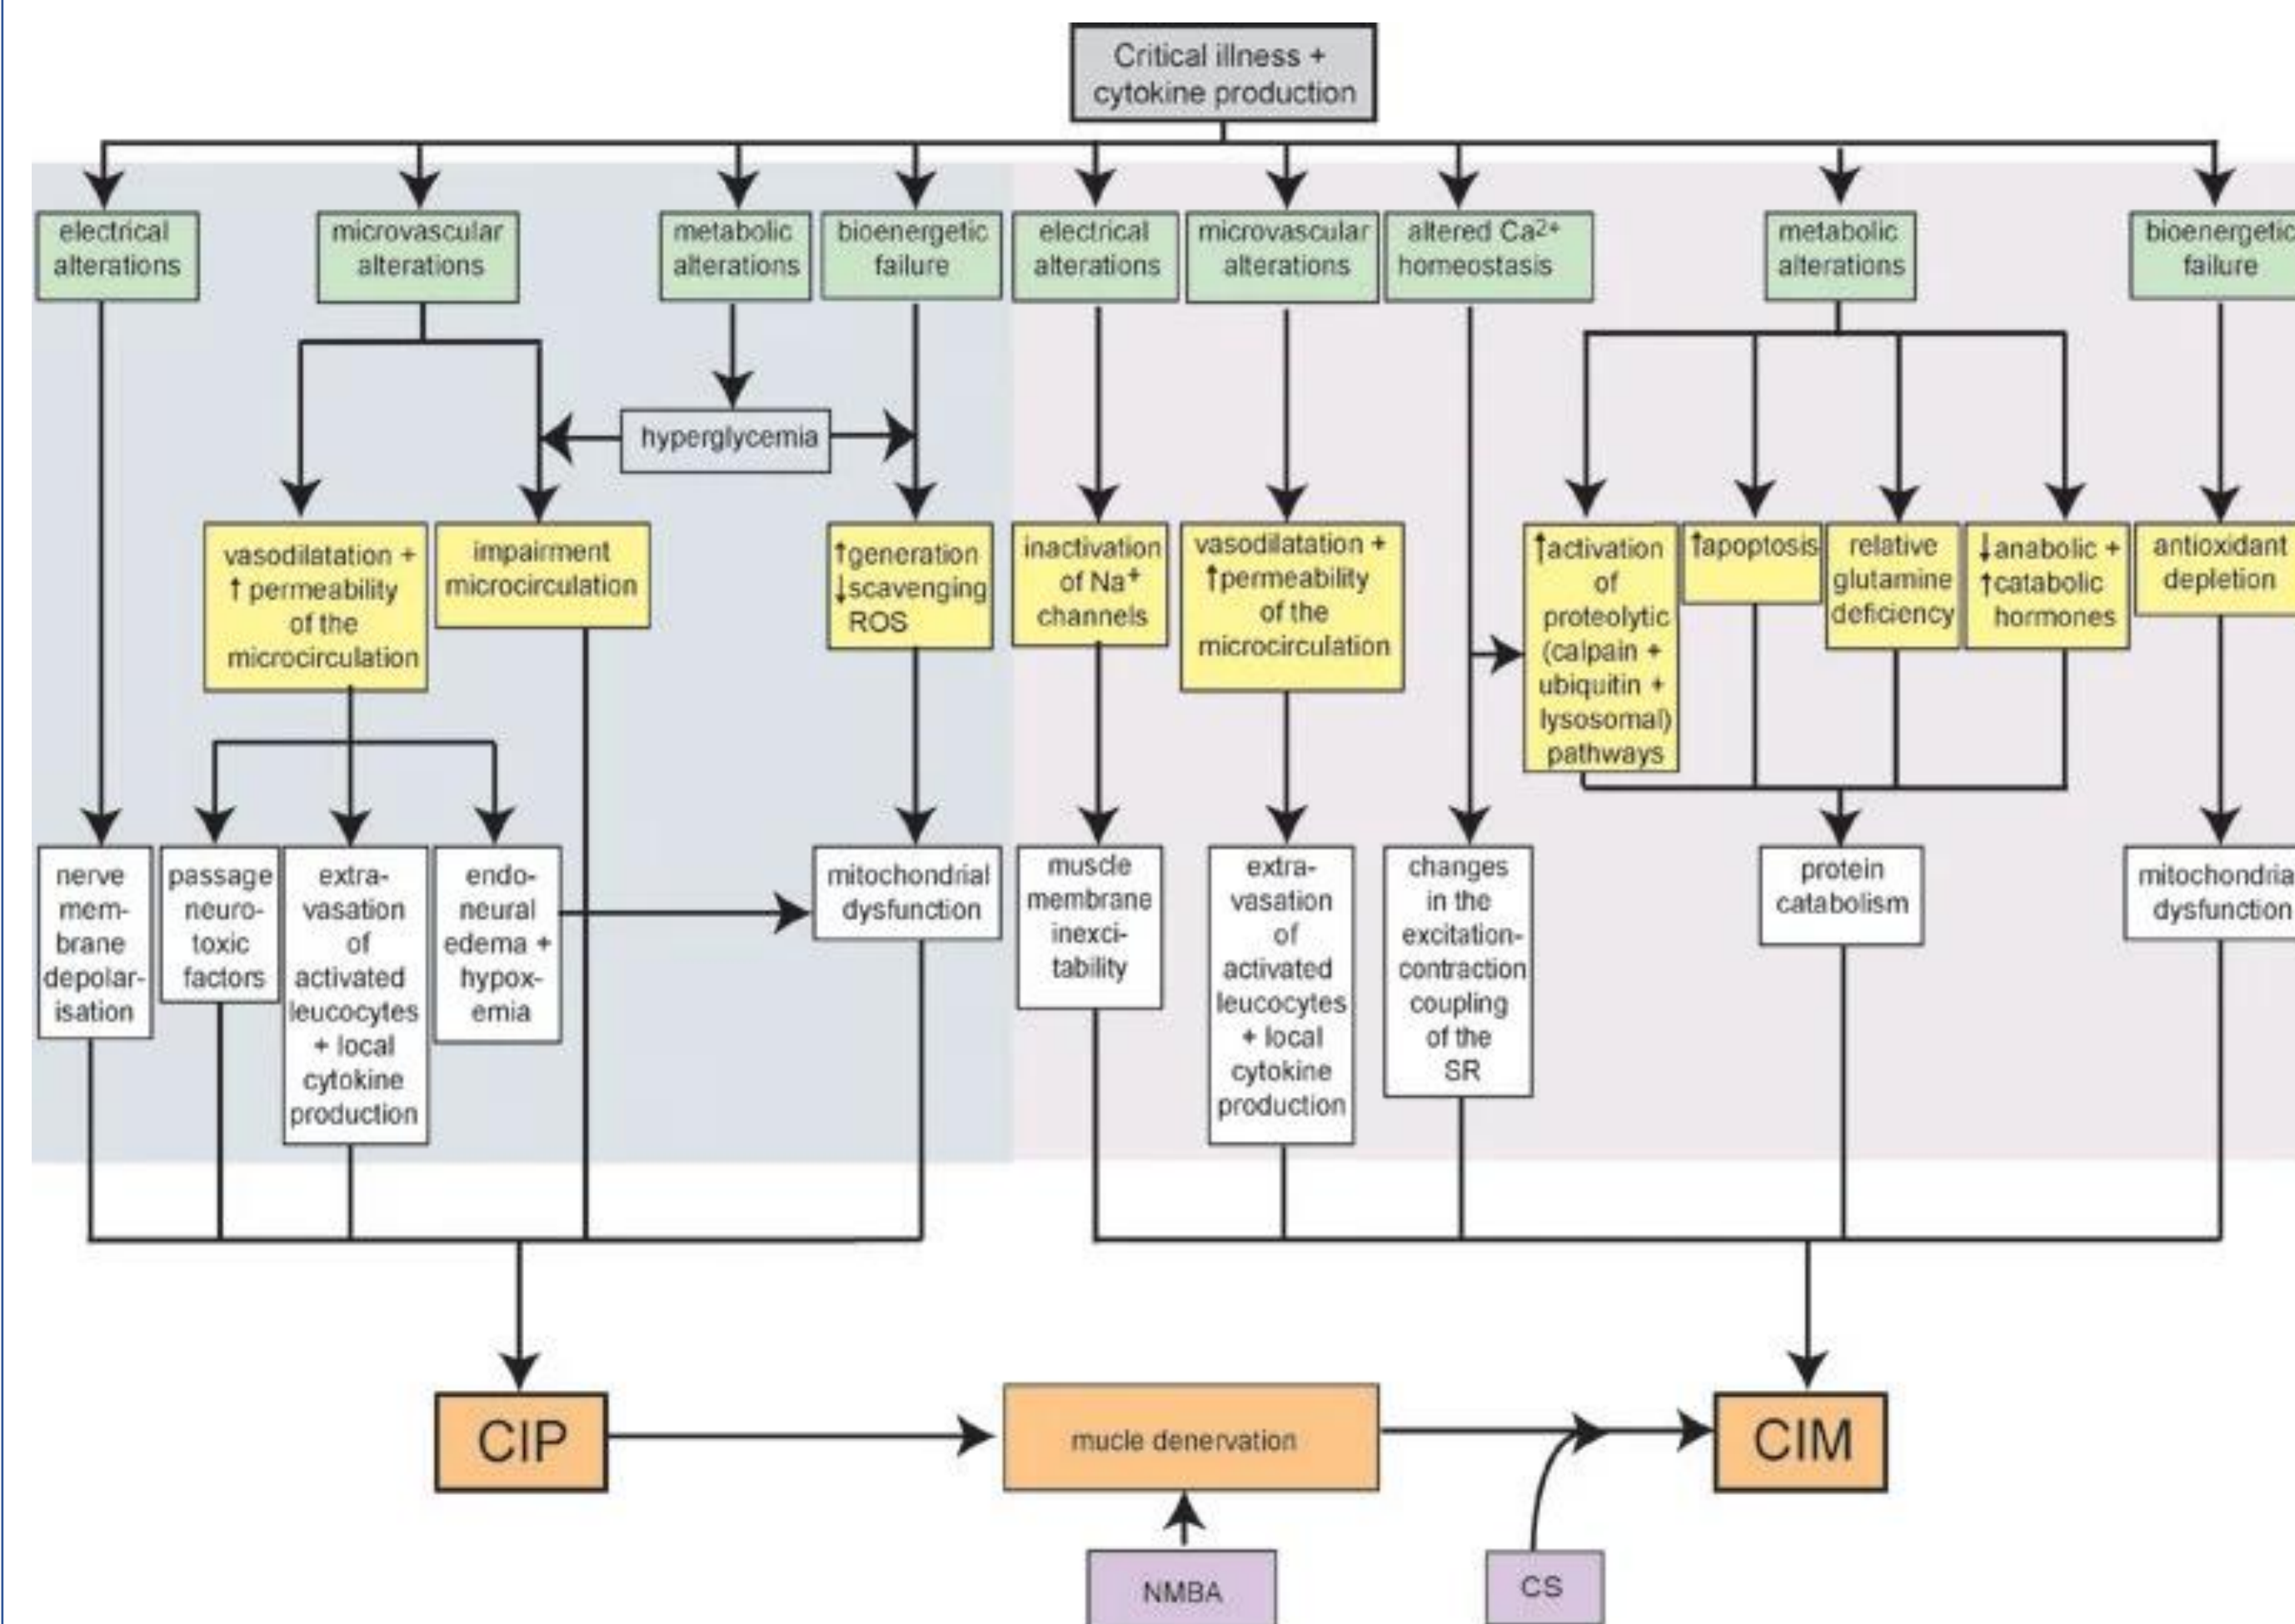 Critical illness +
cytokine production
electrical
alterations
microvascular
alterations
metabolic
alterations
bioenergetic
failure
electrical
alterations
microvascular
alterations
altered Ca2+
homeostasis
metabolic
alterations
bioenergetic
failure
hyperglycemia
vasodilatation +
↑ permeability
of the
microcirculation
impairment
microcirculation
↑generation
↓scavenging
ROS
inactivation
of Na+
channels
vasodilatation +
↑permeability
of the
microcirculation
↑activation
of
proteolytic
(calpain +
ubiquitin +
lysosomal)
pathways
↑apoptosis
relative
glutamine
deficiency
↓anabolic +
↑catabolic
hormones
antioxidant
depletion
nerve
mem-
brane
depolar-
isation
passage
neuro-
toxic
factors
extra-
vasation
of
activated
leucocytes
+ local
cytokine
production
endo-
neural
edema +
hypox-
emia
mitochondrial
dysfunction
muscle
membrane
inexci-
tability
extra-
vasation
of
activated
leucocytes
+ local
cytokine
production
changes
in the
excitation-
contraction
coupling
of the
SR
protein
catabolism
mitochondria
dysfunction
CIP
mucle denervation
CIM
NMBA
CS